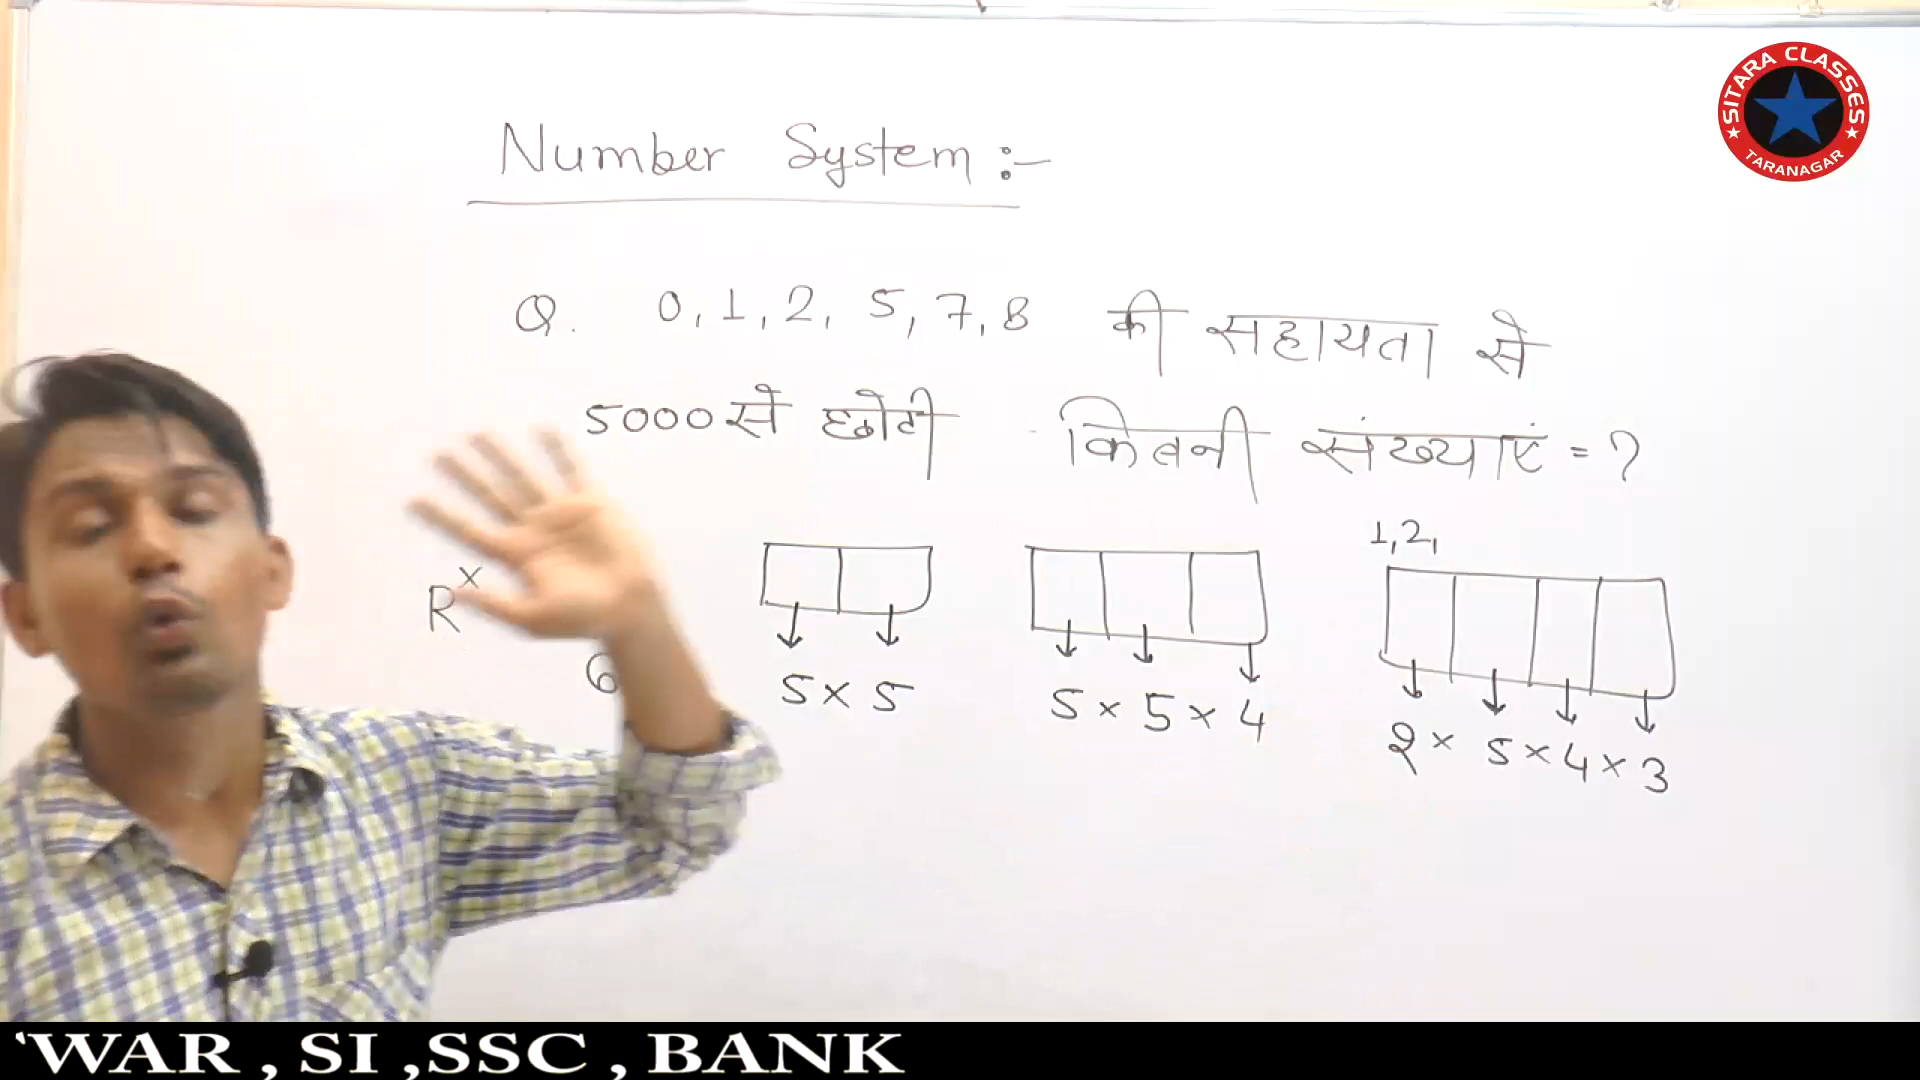 SITARA CLASSES
TARANAGAR
Number System :-
Q. 0, 1, 2, 5, 7, 8 की सहायता से
5000 से छोटी कितनी संख्याएं = ?
1, 2,
R x
6
5 x 5
5 x 5 x 4
2 x 5 x 4 x 3
WAR , SI ,SSC , BANK